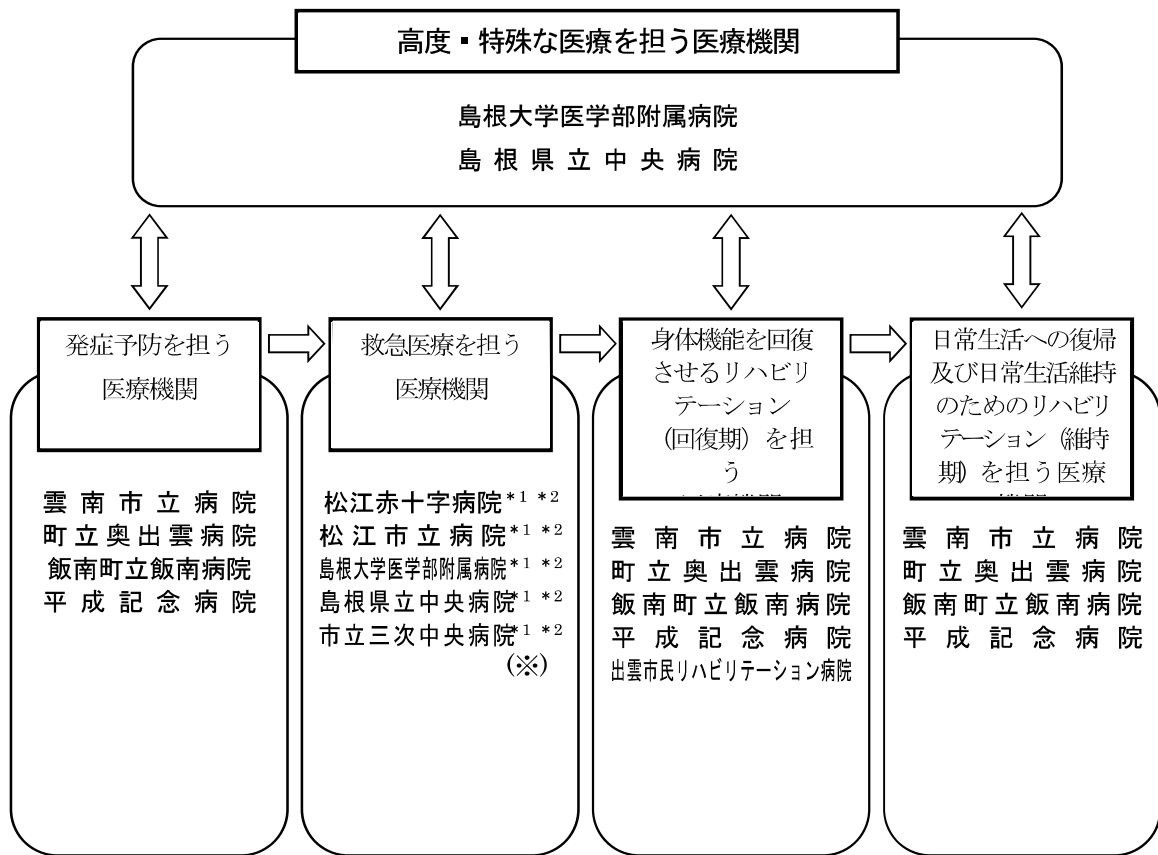 高度・特殊な医療を担う医療機関
島根大学医学部附属病院
島根県立中央病院
発症予防を担う
医療機関
雲南市立病院
町立奥出雲病院
飯南町立飯南病院
平成記念病院
救急医療を担う
医療機関
松江赤十字病院*1 *2
松江市立病院*1 *2
島根大学医学部附属病院*1 *2
島根県立中央病院*1 *2
市立三次中央病院*1 *2
(※)
身体機能を回復
させるリハビリ
テーション
(回復期)を担
う
雲南市立病院
町立奥出雲病院
飯南町立飯南病院
平成記念病院
出雲市民リハビリテーション病院
日常生活への復帰
及び日常生活維持
のためのリハビリ
テーション(維持
期)を担う医療
雲南市立病院
町立奥出雲病院
飯南町立飯南病院
平成記念病院